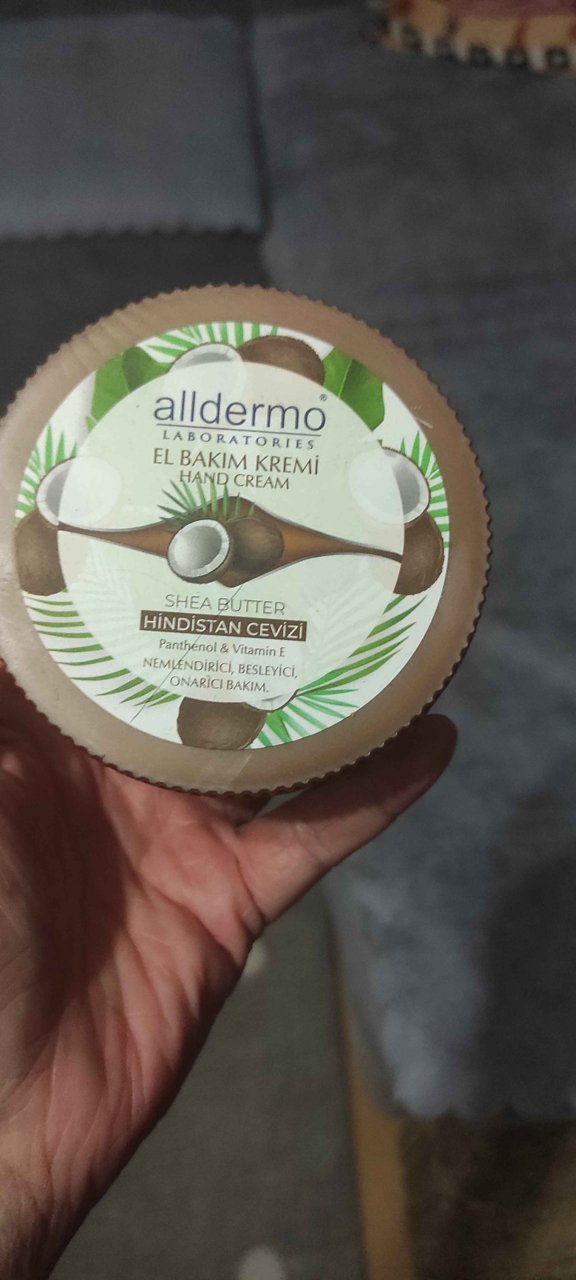 alldermo®
LABORATORIES
EL BAKIM KREMİ
HAND CREAM
SHEA BUTTER
HİNDİSTAN CEVİZİ
Panthenol & Vitamin E
NEMLENDİRİCİ, BESLEYİCİ,
ONARICI BAKIM.